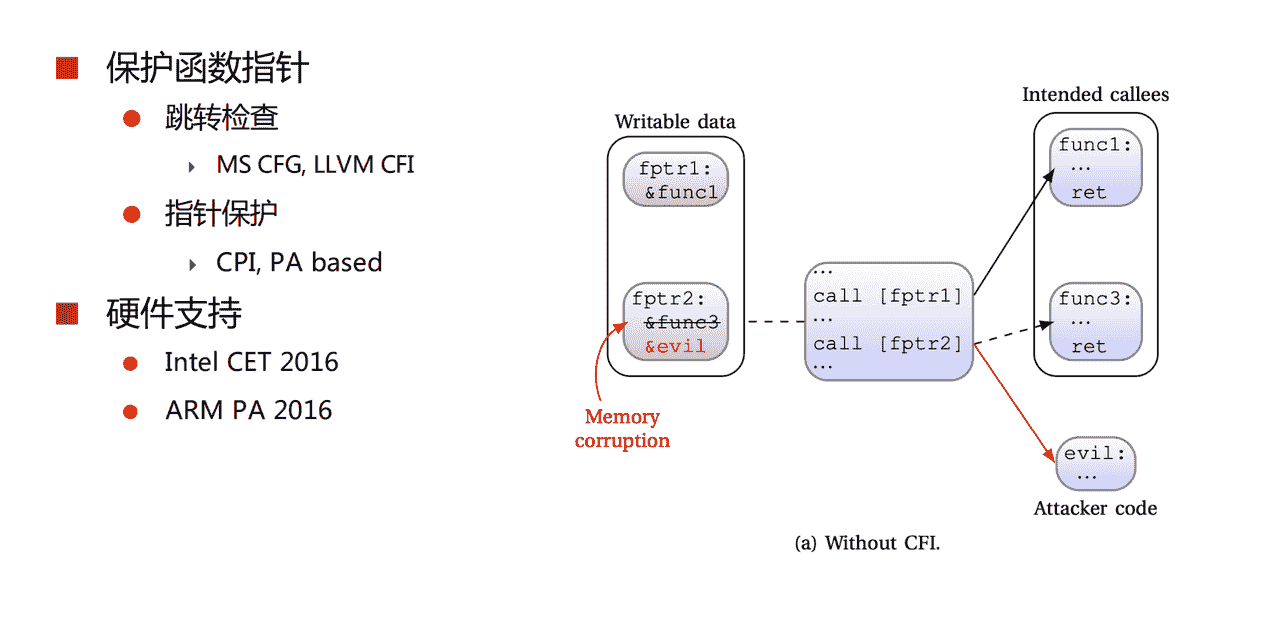 保护函数指针
跳转检查
MS CFG, LLVM CFI
指针保护
CPI, PA based
硬件支持
Intel CET 2016
ARM PA 2016
Writable data
fptr1:
&func1
fptr2:
&func3
&evil
Memory
corruption
...
call [fptr1]
...
call [fptr2]
...
Intended callees
func1:
...
ret
func3:
...
ret
evil:
...
Attacker code
(a) Without CFI.